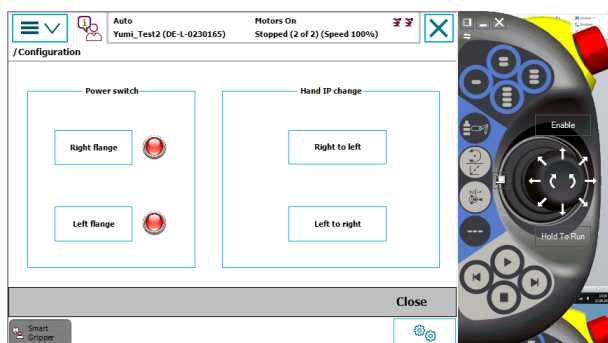 Auto
Motors On
Yumi_Test2 (DE-L-0230165)
Stopped (2 of 2) (Speed 100%)
/Configuration
Power switch
Hand IP change
Right flange
Right to left
Left flange
Left to right
Close
Smart
Gripper
Enable
Hold To Run